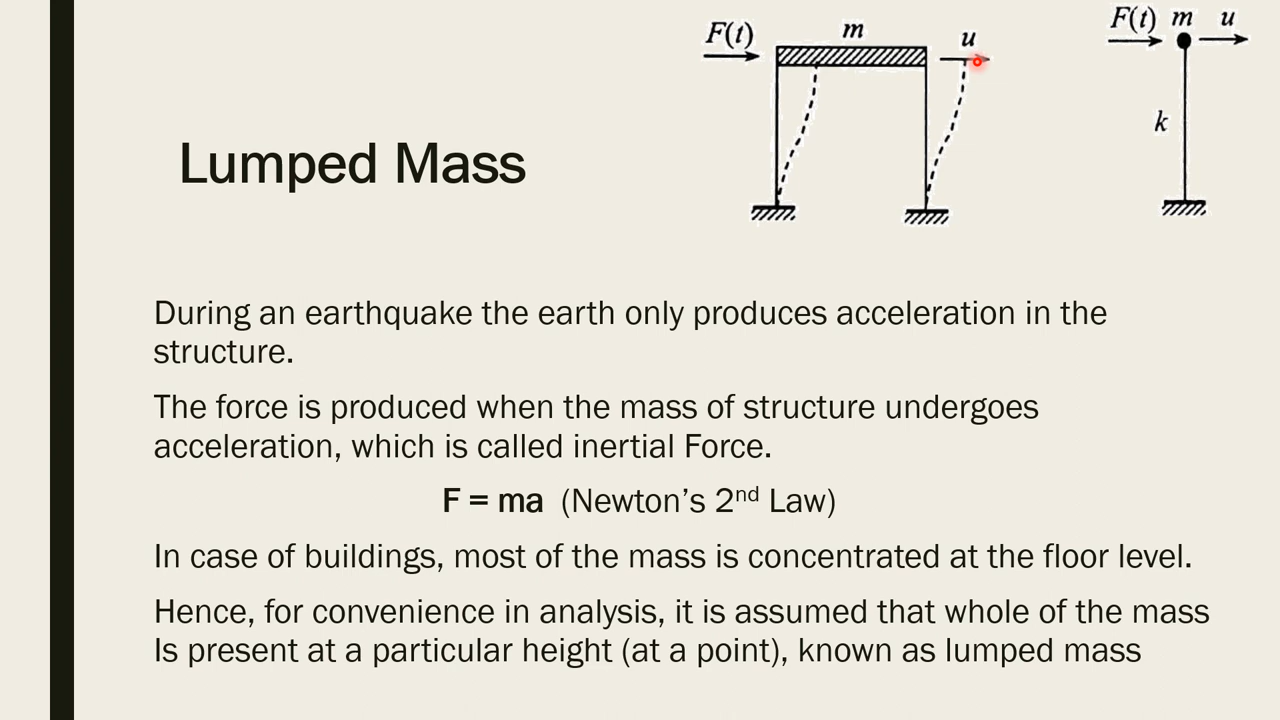 F(t) m u
F(t) m u
k
Lumped Mass
During an earthquake the earth only produces acceleration in the
structure.
The force is produced when the mass of structure undergoes
acceleration, which is called inertial Force.
F = ma (Newton's 2nd Law)
In case of buildings, most of the mass is concentrated at the floor level.
Hence, for convenience in analysis, it is assumed that whole of the mass
Is present at a particular height (at a point), known as lumped mass